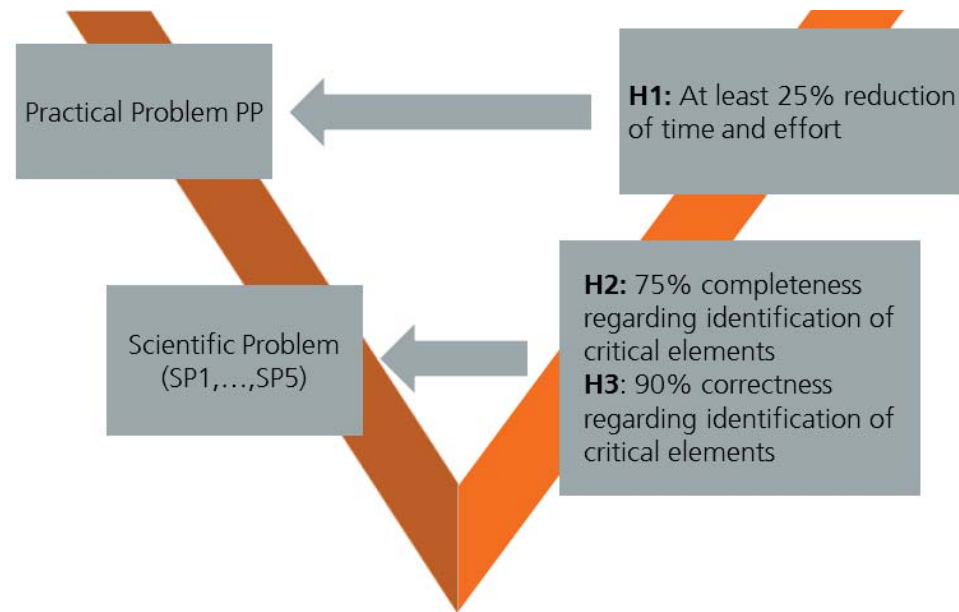 Practical Problem PP
H1: At least 25% reduction
of time and effort
Scientific Problem
(SP1,...,SP5)
H2: 75% completeness
regarding identification of
critical elements
H3: 90% correctness
regarding identification of
critical elements